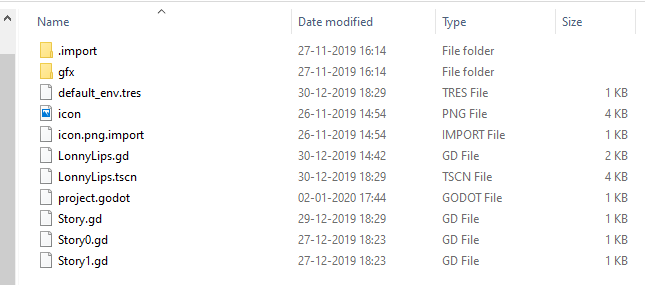 Name Date modified Type Size
.import 27-11-2019 16:14 File folder
gfx 27-11-2019 16:14 File folder
default_env.tres 30-12-2019 18:29 TRES File 1 KB
icon 26-11-2019 14:54 PNG File 4 KB
icon.png.import 26-11-2019 14:54 IMPORT File 1 KB
LonnyLips.gd 30-12-2019 14:42 GD File 2 KB
LonnyLips.tscn 30-12-2019 18:29 TSCN File 4 KB
project.godot 02-01-2020 17:44 GODOT File 1 KB
Story.gd 29-12-2019 18:29 GD File 1 KB
Story0.gd 27-12-2019 18:23 GD File 1 KB
Story1.gd 27-12-2019 18:23 GD File 1 KB